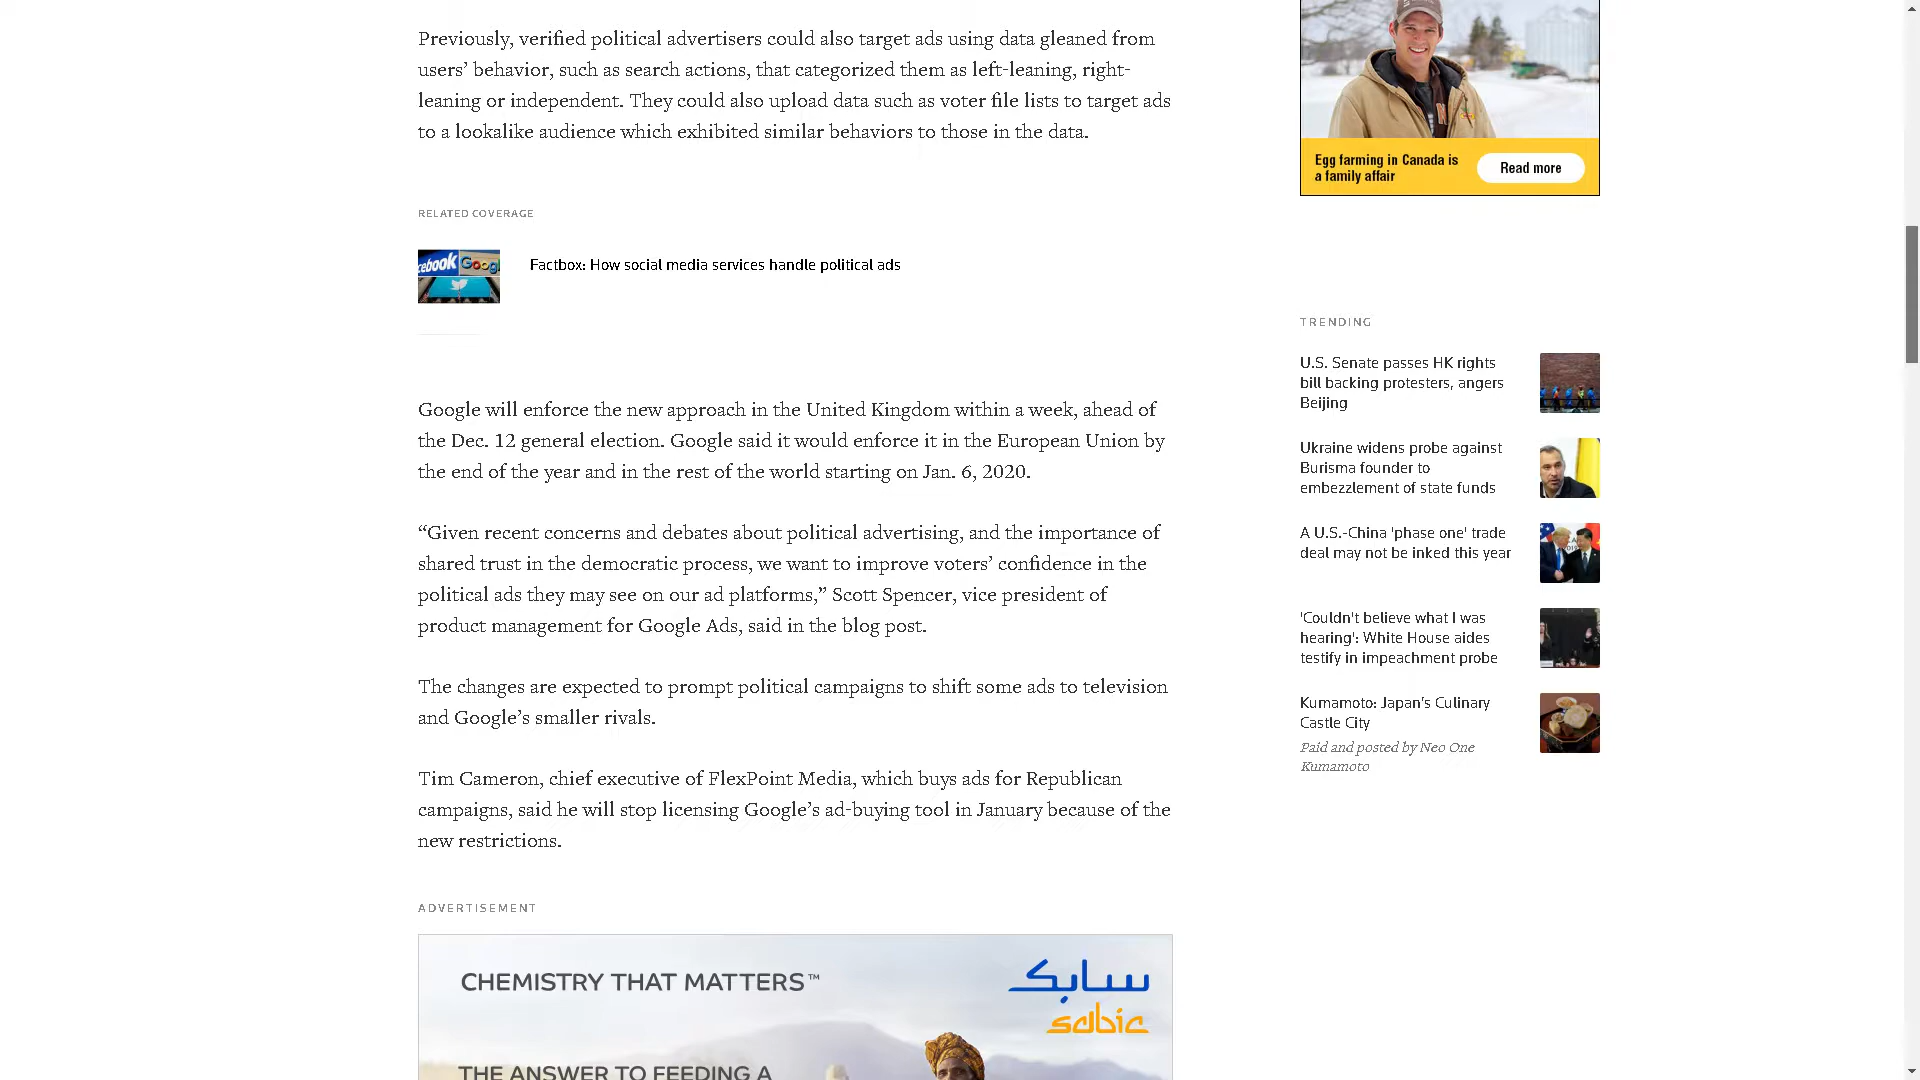 Previously, verified political advertisers could also target ads using data gleaned from
users’ behavior, such as search actions, that categorized them as left-leaning, right-
leaning or independent. They could also upload data such as voter file lists to target ads
to a lookalike audience which exhibited similar behaviors to those in the data.
RELATED COVERAGE
Factbox: How social media services handle political ads
Google will enforce the new approach in the United Kingdom within a week, ahead of
the Dec. 12 general election. Google said it would enforce it in the European Union by
the end of the year and in the rest of the world starting on Jan. 6, 2020.
“Given recent concerns and debates about political advertising, and the importance of
shared trust in the democratic process, we want to improve voters’ confidence in the
political ads they may see on our ad platforms,” Scott Spencer, vice president of
product management for Google Ads, said in the blog post.
The changes are expected to prompt political campaigns to shift some ads to television
and Google’s smaller rivals.
Tim Cameron, chief executive of FlexPoint Media, which buys ads for Republican
campaigns, said he will stop licensing Google’s ad-buying tool in January because of the
new restrictions.
ADVERTISEMENT
CHEMISTRY THAT MATTERS™
سابك
sabic
THE ANSWER TO FEEDING A
Egg farming in Canada is
a family affair
Read more
TRENDING
U.S. Senate passes HK rights
bill backing protesters, angers
Beijing
Ukraine widens probe against
Burisma founder to
embezzlement of state funds
A U.S.-China 'phase one' trade
deal may not be inked this year
'Couldn't believe what I was
hearing': White House aides
testify in impeachment probe
Kumamoto: Japan’s Culinary
Castle City
Paid and posted by Neo One
Kumamoto